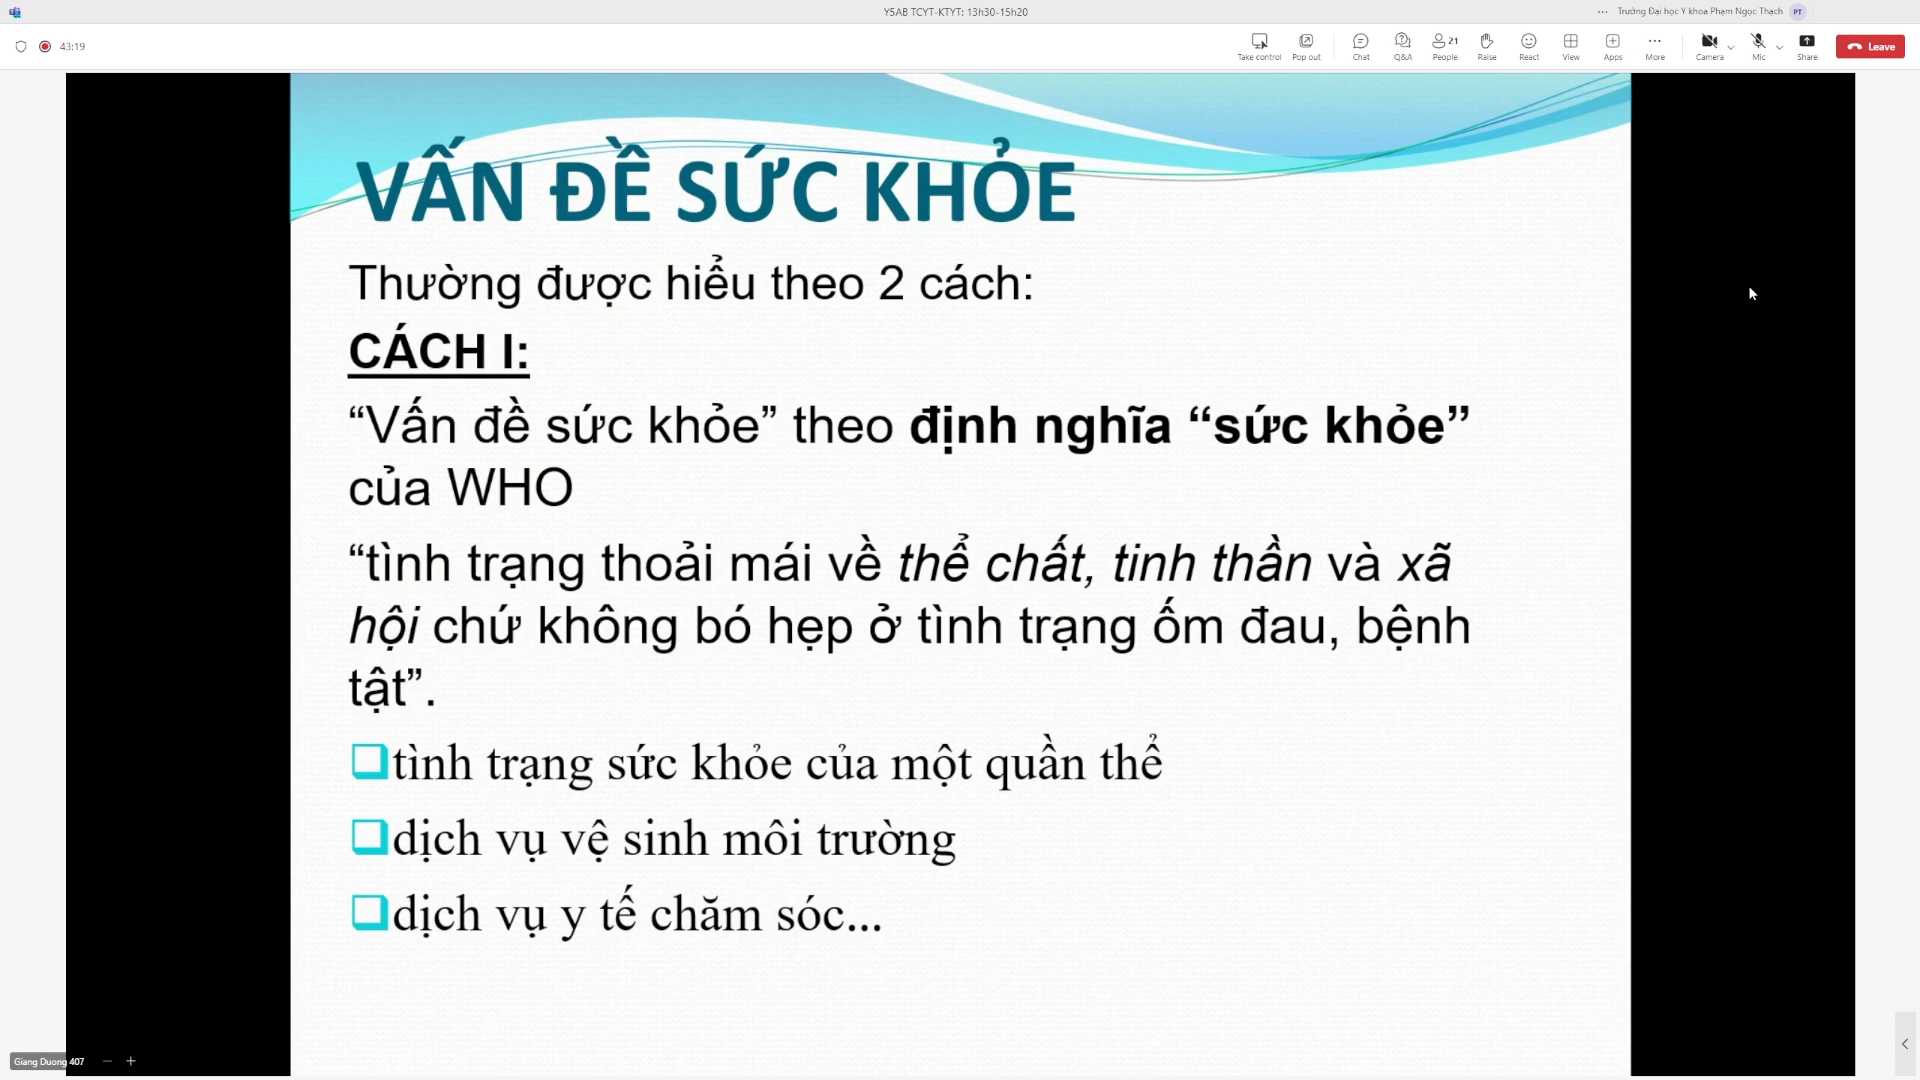 Y5AB TCYT-KTYT: 13h30-15h20
Trường Đại học Y khoa Phạm Ngọc Thạch PT
43:19
Take control Pop out Chat Q&A 21 People Raise React View Apps More Camera Mic Share Leave
VẤN ĐỀ SỨC KHỎE
Thường được hiểu theo 2 cách:
CÁCH I:
“Vấn đề sức khỏe” theo định nghĩa “sức khỏe”
của WHO
“tình trạng thoải mái về thể chất, tinh thần và xã
hội chứ không bó hẹp ở tình trạng ốm đau, bệnh
tật”.
tình trạng sức khỏe của một quần thể
dịch vụ vệ sinh môi trường
dịch vụ y tế chăm sóc...
Giang Duong 407